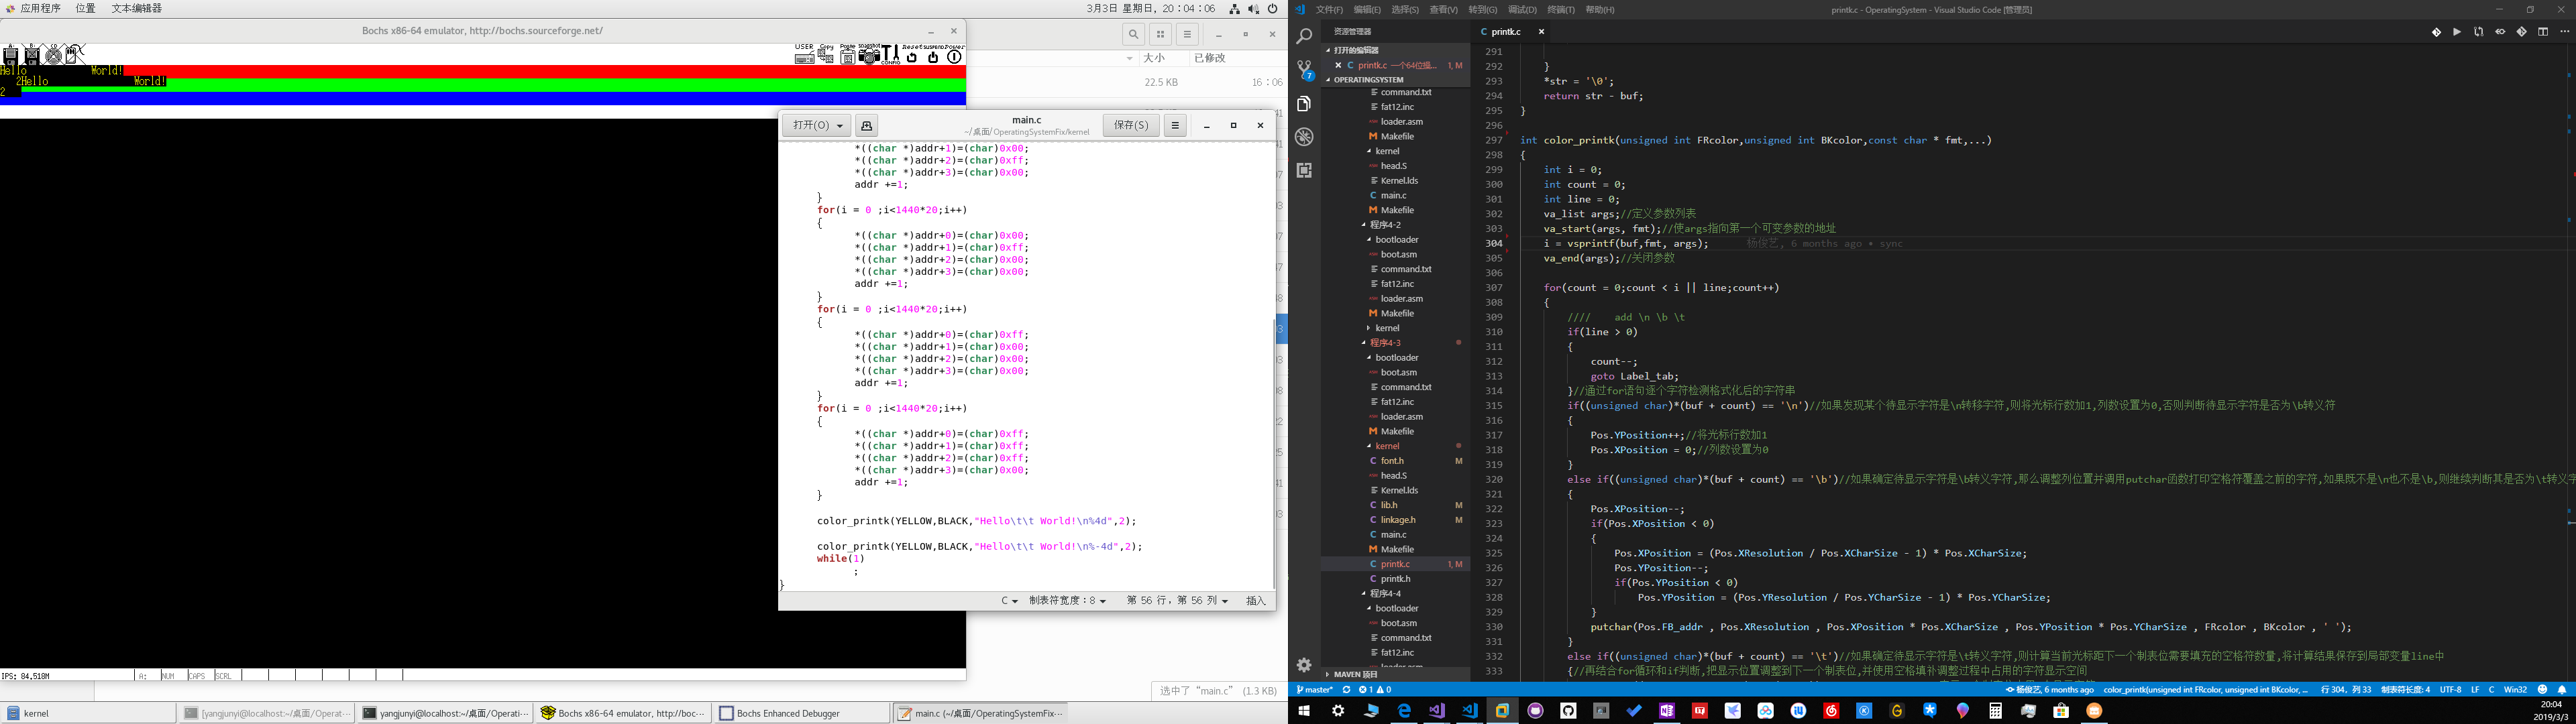 应用程序 位置 文本编辑器
3月3日 星期日, 20：04：06
Bochs x86-64 emulator, http://bochs.sourceforge.net/
USER Copy Paste snapshot CONFIG Reset suspend Power
Hello World!
2Hello World!
2
大小 已修改
22.5 KB 16：06
打开(O)
main.c
~/桌面/OperatingSystemFix/kernel
保存(S)
*((char *)addr+1)=(char)0x00;
*((char *)addr+2)=(char)0xff;
*((char *)addr+3)=(char)0x00;
addr +=1;
}
for(i = 0 ;i<1440*20;i++)
{
*((char *)addr+0)=(char)0x00;
*((char *)addr+1)=(char)0xff;
*((char *)addr+2)=(char)0x00;
*((char *)addr+3)=(char)0x00;
addr +=1;
}
for(i = 0 ;i<1440*20;i++)
{
*((char *)addr+0)=(char)0xff;
*((char *)addr+1)=(char)0x00;
*((char *)addr+2)=(char)0x00;
*((char *)addr+3)=(char)0x00;
addr +=1;
}
for(i = 0 ;i<1440*20;i++)
{
*((char *)addr+0)=(char)0xff;
*((char *)addr+1)=(char)0xff;
*((char *)addr+2)=(char)0xff;
*((char *)addr+3)=(char)0x00;
addr +=1;
}
color_printk(YELLOW,BLACK,"Hello\t\t World!\n%4d",2);
color_printk(YELLOW,BLACK,"Hello\t\t World!\n%-4d",2);
while(1)
;
}
C 制表符宽度：8 第 56 行，第 56 列 插入
IPS: 84,518M A: NUM CAPS SCRL
选中了“main.c” (1.3 KB)
kernel
[yangjunyi@localhost:~/桌面/Operat···
yangjunyi@localhost:~/桌面/Operati···
Bochs x86-64 emulator, http://boc···
Bochs Enhanced Debugger
main.c (~/桌面/OperatingSystemFix···
文件(F) 编辑(E) 选择(S) 查看(V) 转到(G) 调试(D) 终端(T) 帮助(H)
printk.c - OperatingSystem - Visual Studio Code [管理员]
资源管理器
打开的编辑器
printk.c 一个64位操... 1, M
OPERATINGSYSTEM
command.txt
fat12.inc
loader.asm
Makefile
kernel
head.S
Kernel.lds
main.c
Makefile
程序4-2
bootloader
boot.asm
command.txt
fat12.inc
loader.asm
Makefile
kernel
程序4-3
bootloader
boot.asm
command.txt
fat12.inc
loader.asm
Makefile
kernel
font.h M
head.S
Kernel.lds
lib.h M
linkage.h M
main.c
Makefile
printk.c 1, M
printk.h
程序4-4
bootloader
boot.asm
command.txt
fat12.inc
loader.asm
MAVEN 项目
printk.c
291
292 }
293 *str = '\0';
294 return str - buf;
295 }
296
297 int color_printk(unsigned int FRcolor,unsigned int BKcolor,const char * fmt,...)
298 {
299 int i = 0;
300 int count = 0;
301 int line = 0;
302 va_list args;//定义参数列表
303 va_start(args, fmt);//使args指向第一个可变参数的地址
304 i = vsprintf(buf,fmt, args); 杨俊艺, 6 months ago • sync
305 va_end(args);//关闭参数
306
307 for(count = 0;count < i || line;count++)
308 {
309 //// add \n \b \t
310 if(line > 0)
311 {
312 count--;
313 goto Label_tab;
314 }//通过for语句逐个字符检测格式化后的字符串
315 if((unsigned char)*(buf + count) == '\n')//如果发现某个待显示字符是\n转移字符,则将光标行数加1,列数设置为0,否则判断待显示字符是否为\b转义符
316 {
317 Pos.YPosition++;//将光标行数加1
318 Pos.XPosition = 0;//列数设置为0
319 }
320 else if((unsigned char)*(buf + count) == '\b')//如果确定待显示字符是\b转义字符,那么调整列位置并调用putchar函数打印空格符覆盖之前的字符,如果既不是\n也不是\b,则继续判断其是否为\t转义字
321 {
322 Pos.XPosition--;
323 if(Pos.XPosition < 0)
324 {
325 Pos.XPosition = (Pos.XResolution / Pos.XCharSize - 1) * Pos.XCharSize;
326 Pos.YPosition--;
327 if(Pos.YPosition < 0)
328 Pos.YPosition = (Pos.YResolution / Pos.YCharSize - 1) * Pos.YCharSize;
329 }
330 putchar(Pos.FB_addr , Pos.XResolution , Pos.XPosition * Pos.XCharSize , Pos.YPosition * Pos.YCharSize , FRcolor , BKcolor , ' ');
331 }
332 else if((unsigned char)*(buf + count) == '\t')//如果确定待显示字符是\t转义字符,则计算当前光标距下一个制表位需要填充的空格符数量,将计算结果保存到局部变量line中
333 {//再结合for循环和if判断,把显示位置调整到下一个制表位,并使用空格填补调整过程中占用的字符显示空间
master* 1 0 杨俊艺, 6 months ago color_printk(unsigned int FRcolor, unsigned int BKcolor, ... 行 304，列 33 制表符长度: 4 UTF-8 LF C Win32
20:04
2019/3/3